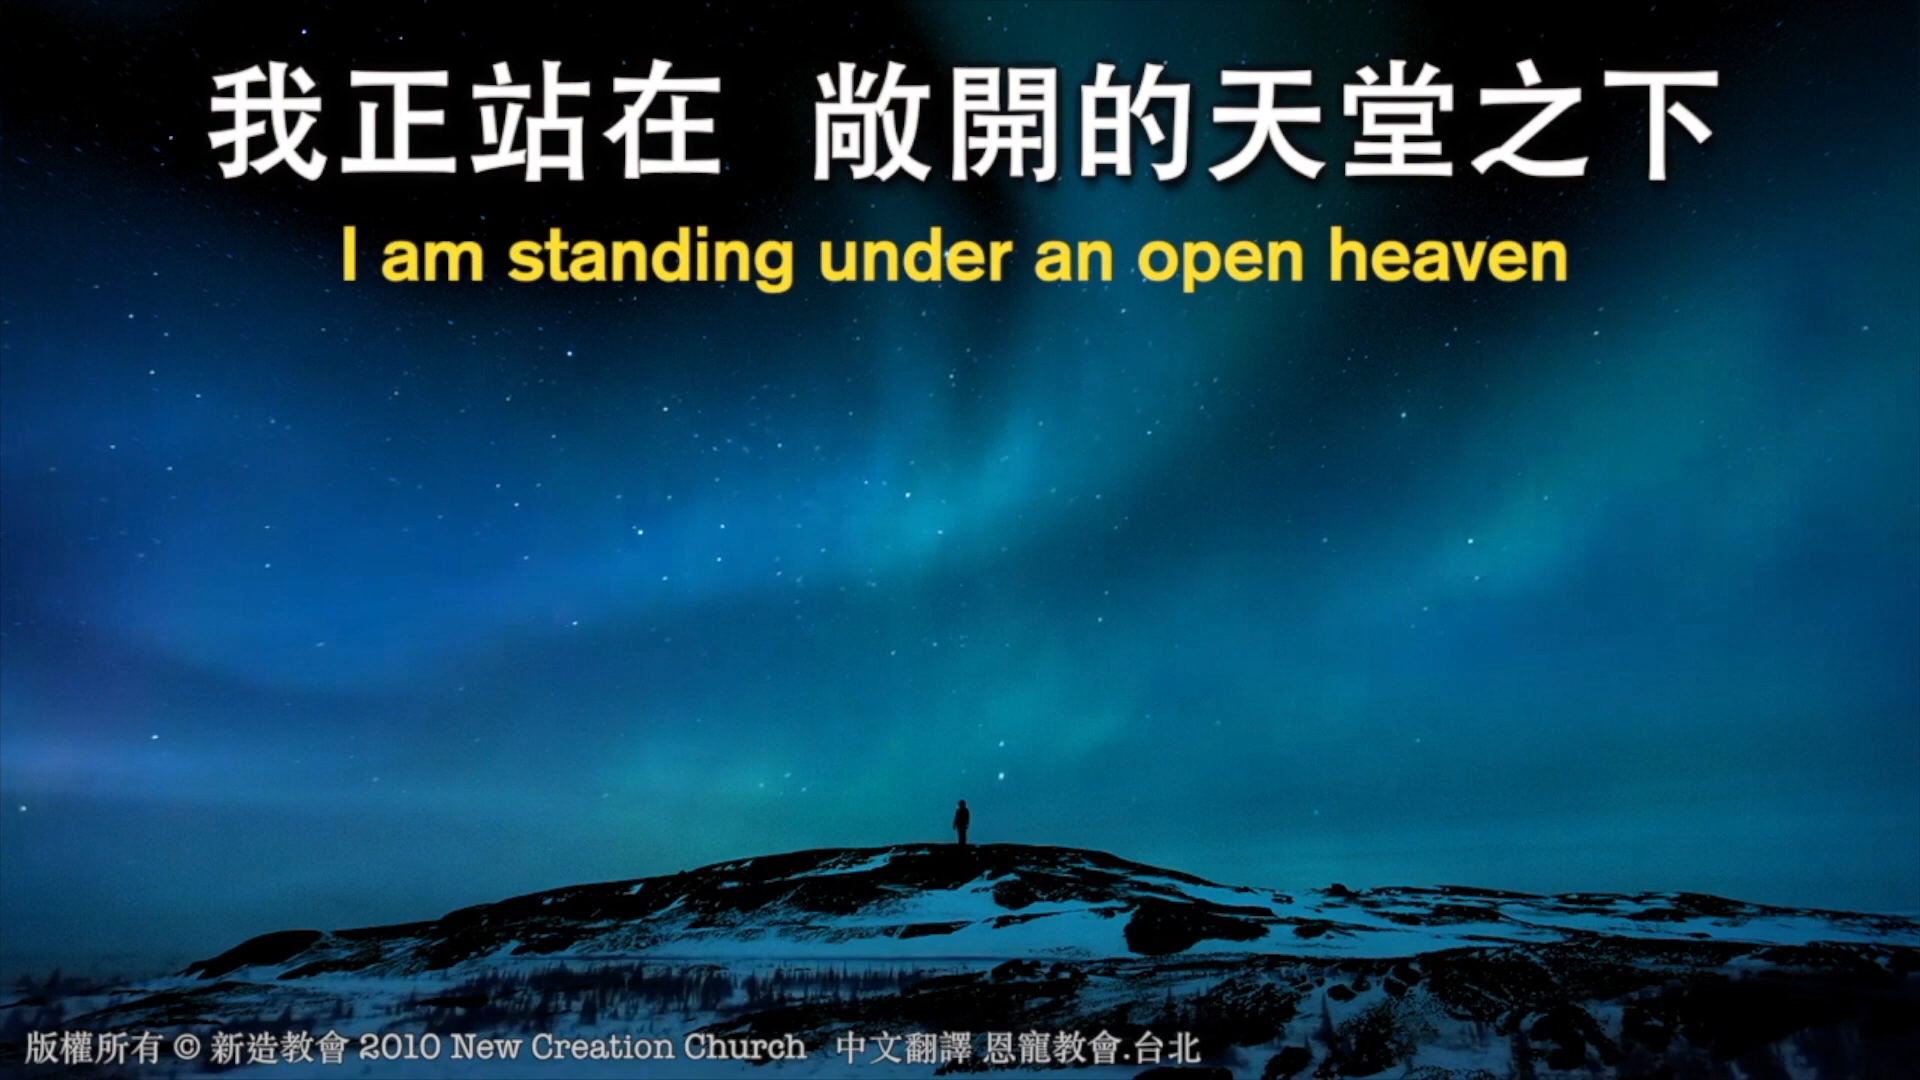 我正站在 敞開的天堂之下
I am standing under an open heaven
版權所有 © 新造教會 2010 New Creation Church 中文翻譯 恩寵教會.台北